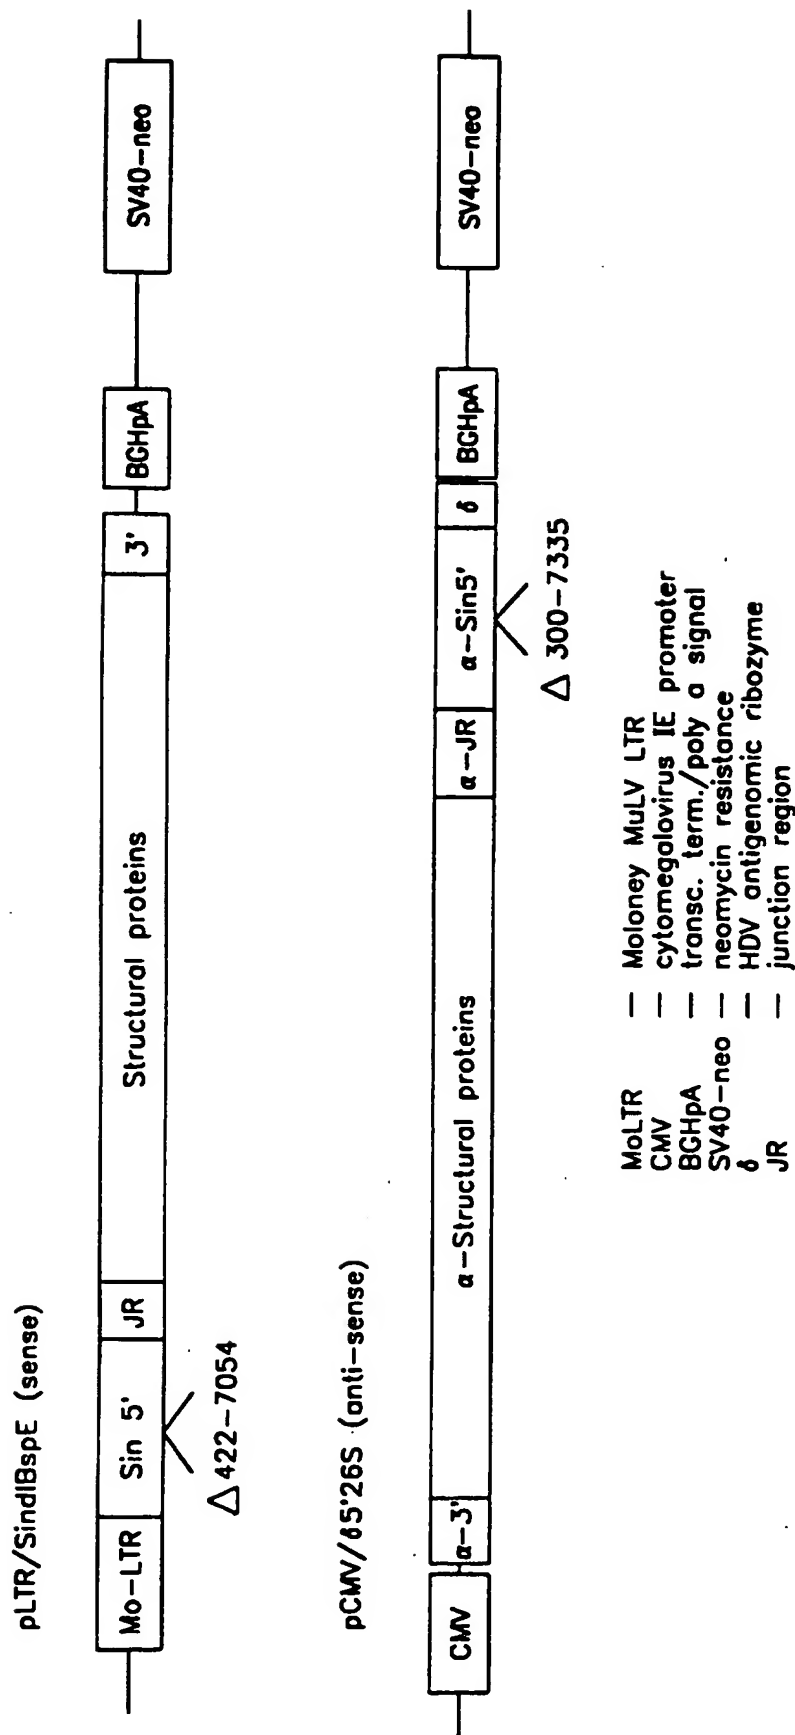 pLTR/SindlBspE (sense)
Mo-LTR
Sin 5'
JR
Structural proteins
3'
BGHpA
SV40-neo
△422-7054
pCMV/δ5'26S (anti-sense)
CMV
α-3'
α-Structural proteins
α-JR
α-Sin5'
δ
BGHpA
SV40-neo
△ 300-7335
MoLTR — Moloney MuLV LTR
CMV — cytomegalovirus IE promoter
BGHpA — transc. term./poly a signal
SV40-neo — neomycin resistance
δ — HDV antigenomic ribozyme
JR — junction region